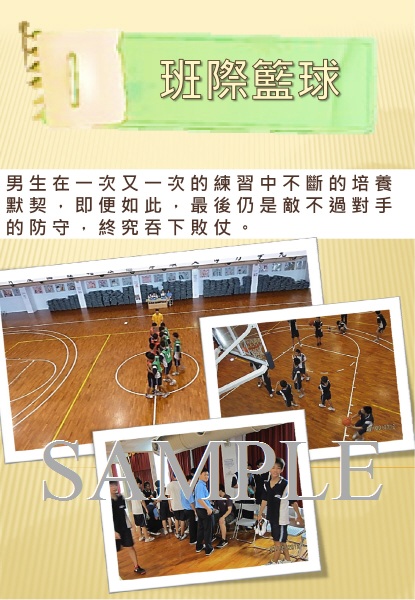 班際籃球
男生在一次又一次的練習中不斷的培養
默契，即便如此，最後仍是敵不過對手
的防守，終究吞下敗仗。
SAMPLE